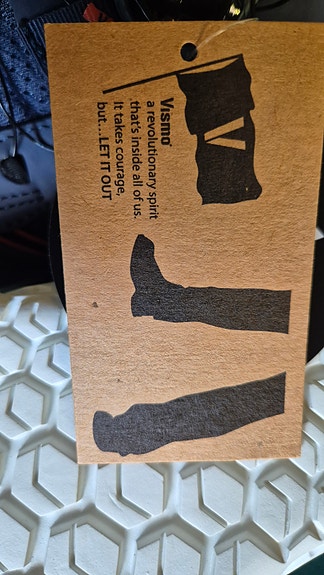 V
Vismo®
a revolutionary spirit
that's inside all of us.
It takes courage,
but...LET IT OUT